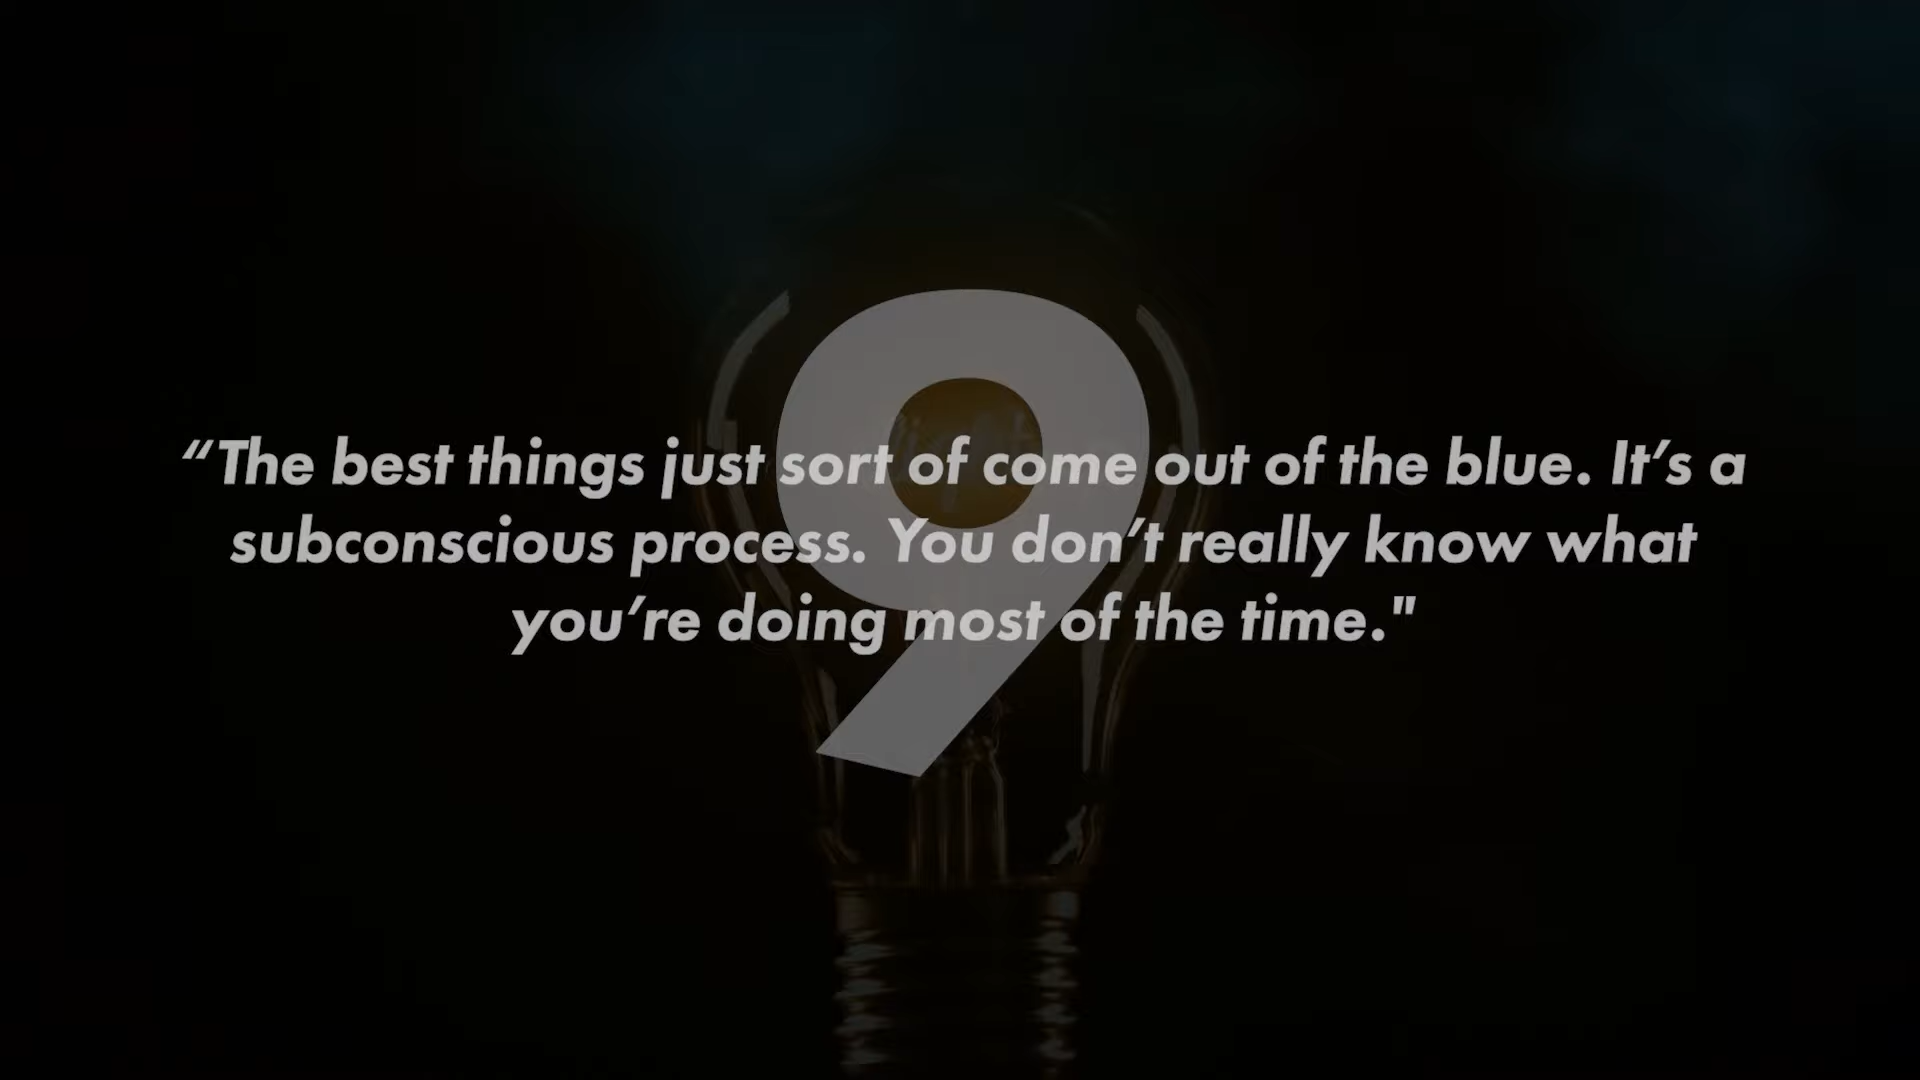 9
“The best things just sort of come out of the blue. It’s a
subconscious process. You don’t really know what
you’re doing most of the time."